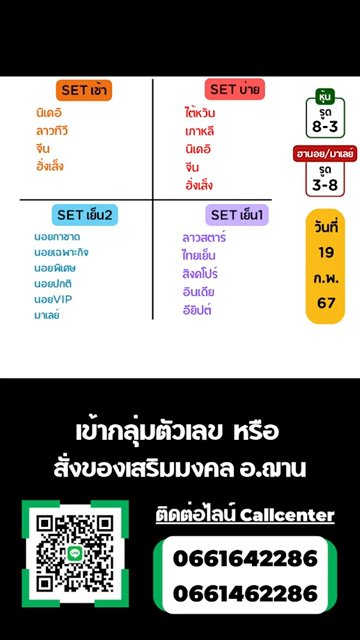 SET เช้า
นิเคอิ
ลาวทีวี
จีน
ฮั่งเส็ง
SET บ่าย
ไต้หวัน
เกาหลี
นิเคอิ
จีน
ฮั่งเส็ง
หุ้น
รูด
8-3
ฮานอย/มาเลย์
รูด
3-8
SET เย็น2
นอยกาชาด
นอยเฉพาะกิจ
นอยพิเศษ
นอยปกติ
นอยVIP
มาเลย์
SET เย็น1
ลาวสตาร์
ไทยเย็น
สิงคโปร์
อินเดีย
อียิปต์
วันที่
19
ก.พ.
67
เข้ากลุ่มตัวเลข หรือ
สั่งของเสริมมงคล อ.ฌาน
ติดต่อไลน์ Callcenter
0661642286
0661462286